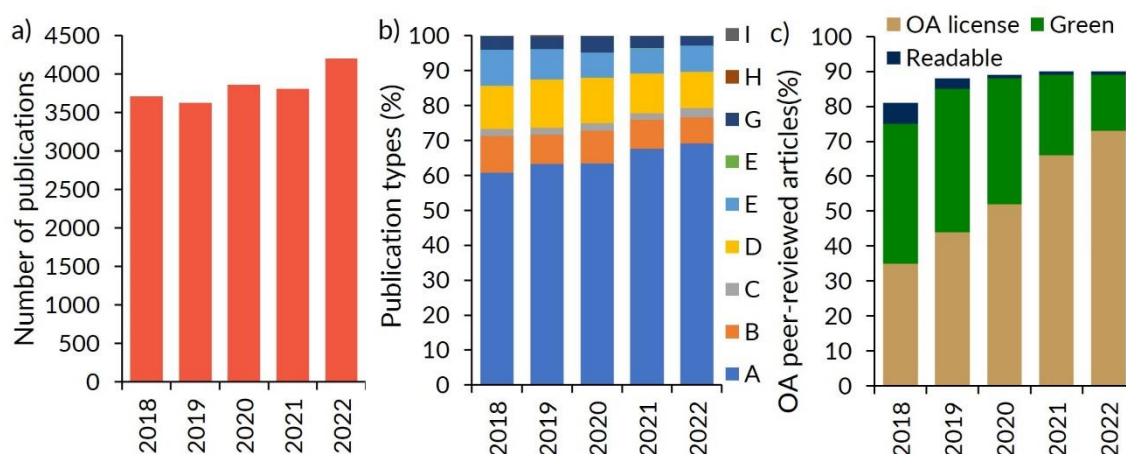 a)
Number of publications
4500
4000
3500
3000
2500
2000
1500
1000
500
0
2018
2019
2020
2021
2022
b)
Publication types (%)
100
90
80
70
60
50
40
30
20
10
0
2018
2019
2020
2021
2022
I
H
G
E
E
D
C
B
A
c)
OA license
Green
Readable
OA peer-reviewed articles(%)
100
90
80
70
60
50
40
30
20
10
0
2018
2019
2020
2021
2022